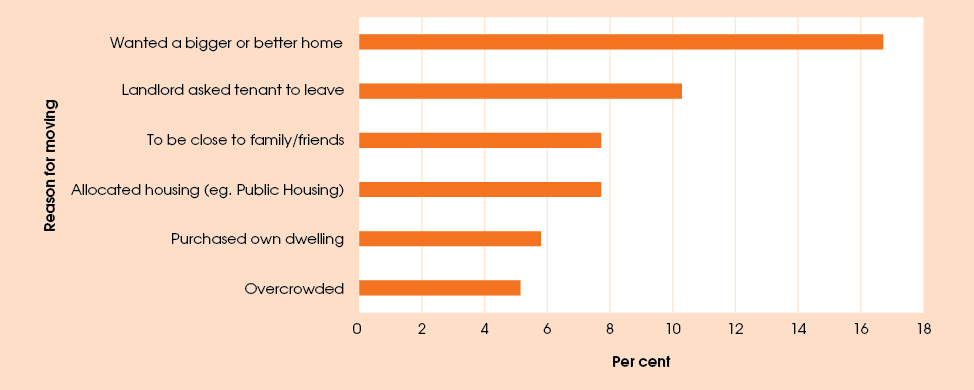 Wanted a bigger or better home
Landlord asked tenant to leave
To be close to family/friends
Allocated housing (eg. Public Housing)
Purchased own dwelling
Overcrowded
Reason for moving
0 2 4 6 8 10 12 14 16 18
Per cent